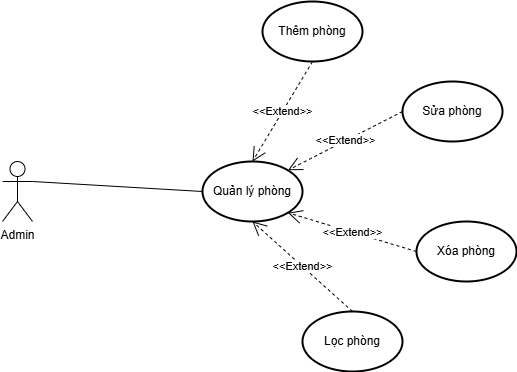 Thêm phòng
<<Extend>>
Sửa phòng
<<Extend>>
Quản lý phòng
Admin
<<Extend>>
Xóa phòng
<<Extend>>
Lọc phòng